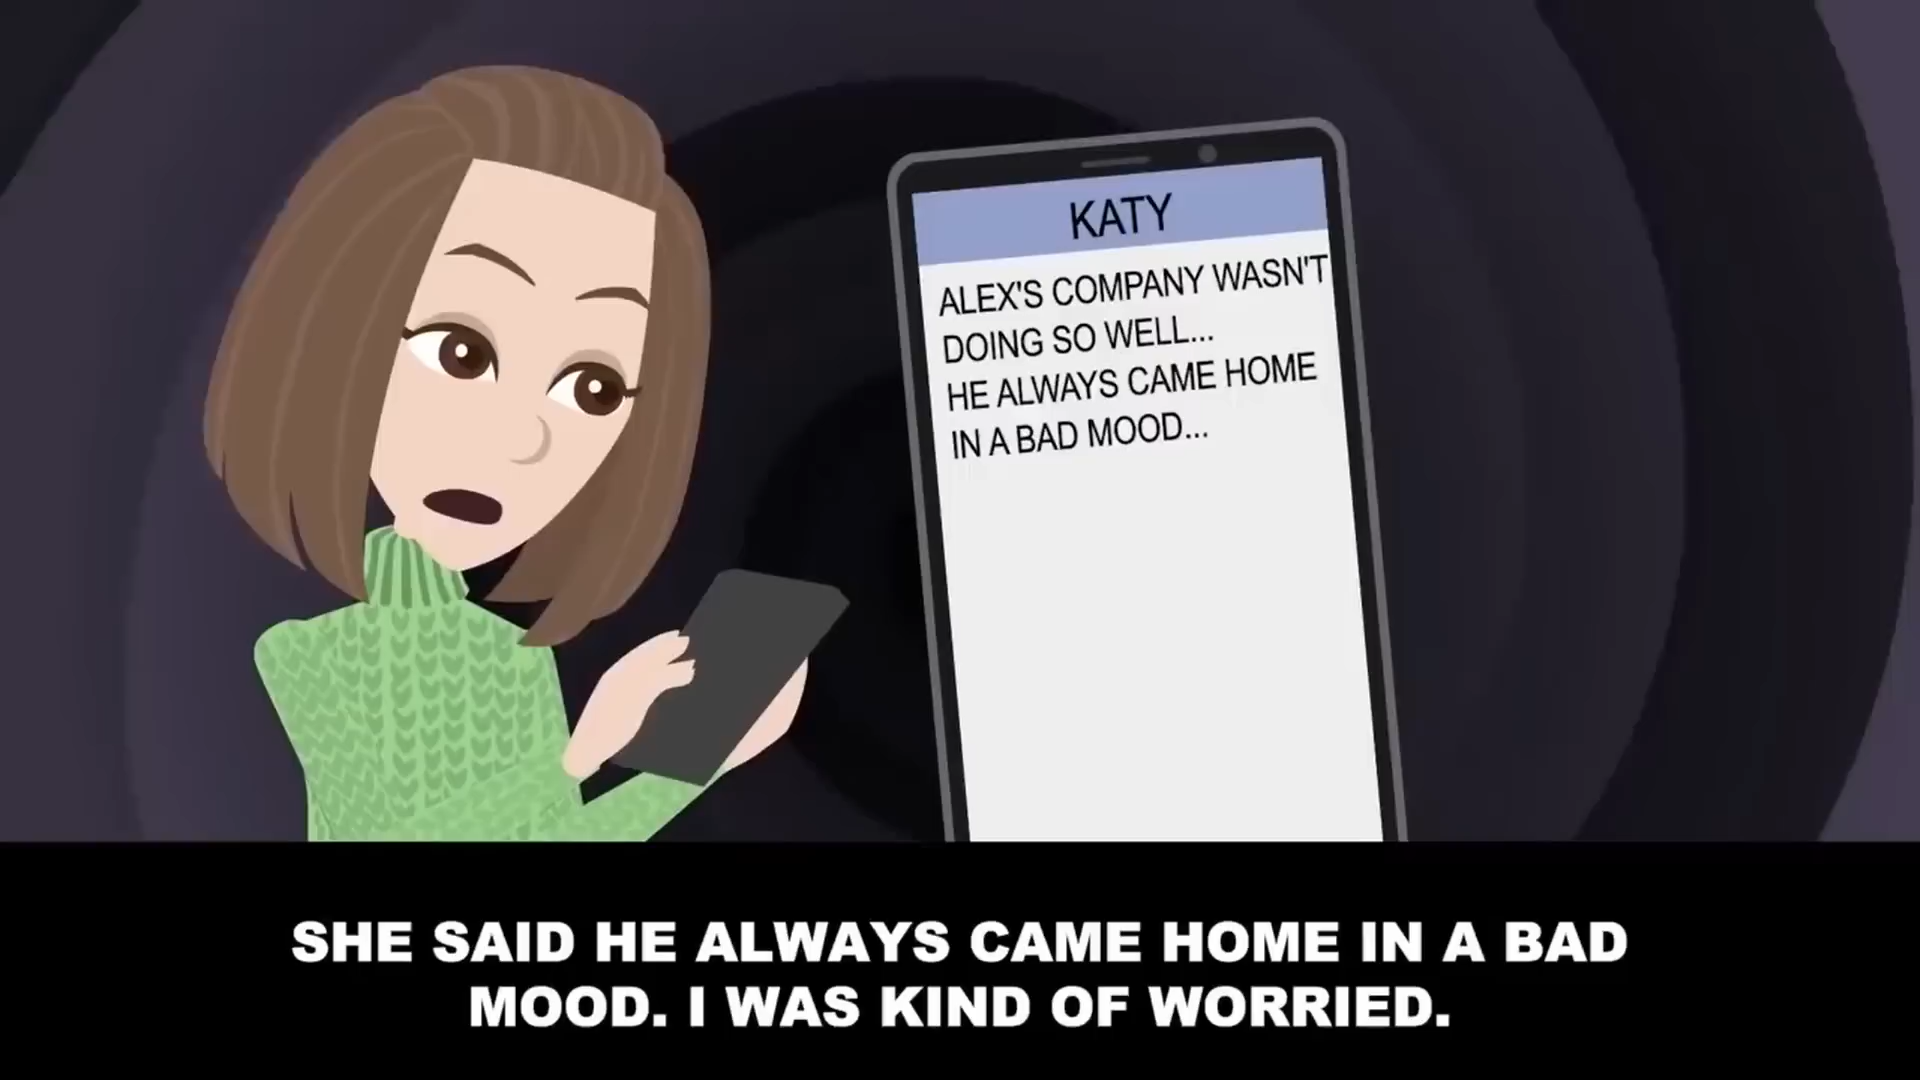 KATY
ALEX'S COMPANY WASN'T
DOING SO WELL...
HE ALWAYS CAME HOME
IN A BAD MOOD...
SHE SAID HE ALWAYS CAME HOME IN A BAD
MOOD. I WAS KIND OF WORRIED.